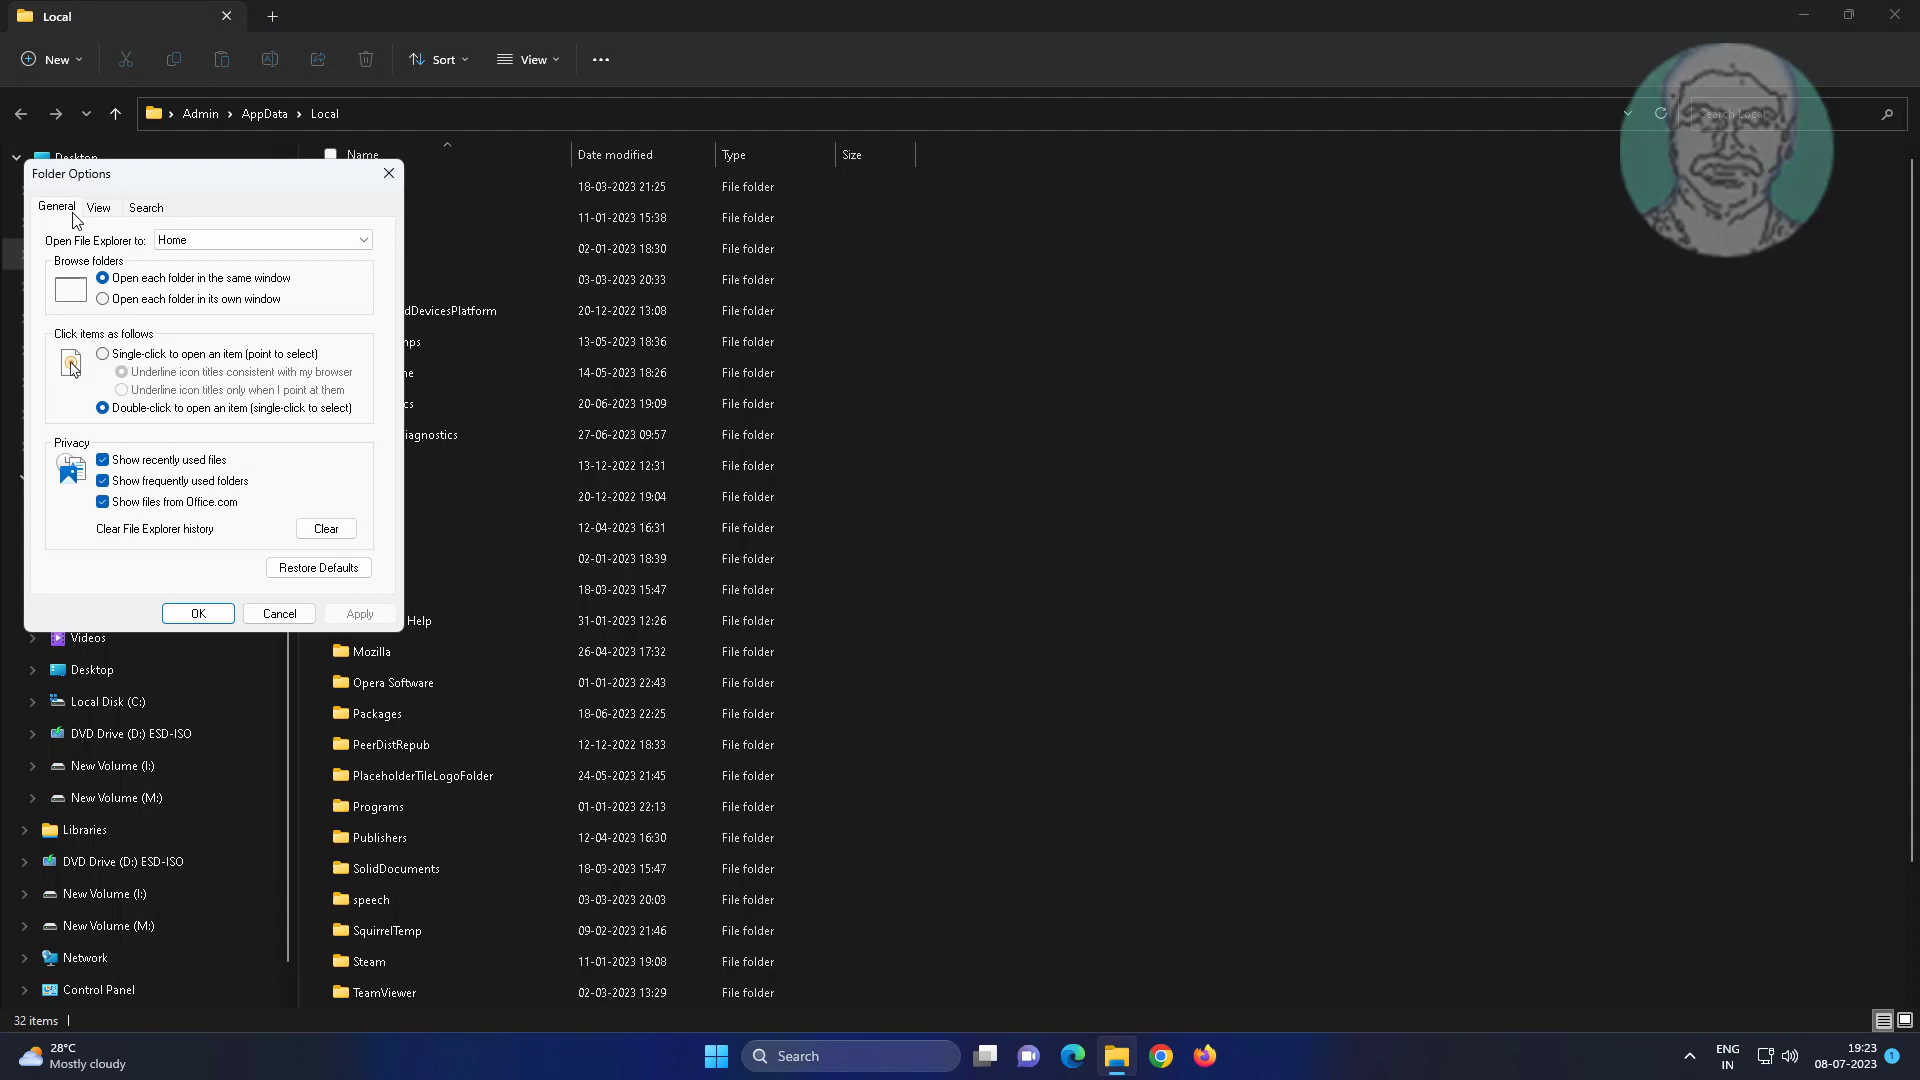 Local
New
Sort
View
Admin > AppData > Local
Search Local
Desktop
Name
Date modified
Type
Size
Folder Options
General
View
Search
Open File Explorer to:
Home
Browse folders
Open each folder in the same window
Open each folder in its own window
Click items as follows
Single-click to open an item (point to select)
Underline icon titles consistent with my browser
Underline icon titles only when I point at them
Double-click to open an item (single-click to select)
Privacy
Show recently used files
Show frequently used folders
Show files from Office.com
Clear File Explorer history
Clear
Restore Defaults
OK
Cancel
Apply
18-03-2023 21:25 File folder
11-01-2023 15:38 File folder
02-01-2023 18:30 File folder
03-03-2023 20:33 File folder
dDevicesPlatform 20-12-2022 13:08 File folder
mps 13-05-2023 18:36 File folder
me 14-05-2023 18:26 File folder
cs 20-06-2023 19:09 File folder
iagnostics 27-06-2023 09:57 File folder
13-12-2022 12:31 File folder
20-12-2022 19:04 File folder
12-04-2023 16:31 File folder
02-01-2023 18:39 File folder
18-03-2023 15:47 File folder
Help 31-01-2023 12:26 File folder
Mozilla 26-04-2023 17:32 File folder
Opera Software 01-01-2023 22:43 File folder
Packages 18-06-2023 22:25 File folder
PeerDistRepub 12-12-2022 18:33 File folder
PlaceholderTileLogoFolder 24-05-2023 21:45 File folder
Programs 01-01-2023 22:13 File folder
Publishers 12-04-2023 16:30 File folder
SolidDocuments 18-03-2023 15:47 File folder
speech 03-03-2023 20:03 File folder
SquirrelTemp 09-02-2023 21:46 File folder
Steam 11-01-2023 19:08 File folder
TeamViewer 02-03-2023 13:29 File folder
Videos
Desktop
Local Disk (C:)
DVD Drive (D:) ESD-ISO
New Volume (I:)
New Volume (M:)
Libraries
DVD Drive (D:) ESD-ISO
New Volume (I:)
New Volume (M:)
Network
Control Panel
32 items
28°C
Mostly cloudy
Search
ENG
IN
19:23
08-07-2023
1